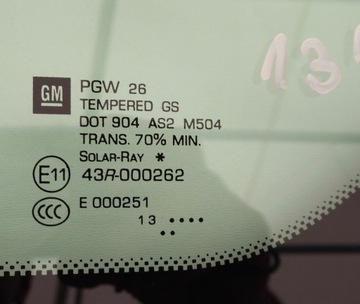 GM
PGW 26
TEMPERED GS
DOT 904 AS2 M504
TRANS. 70% MIN.
SOLAR-RAY *
E11 43R-000262
CCC E 000251
13 ••••
••
13